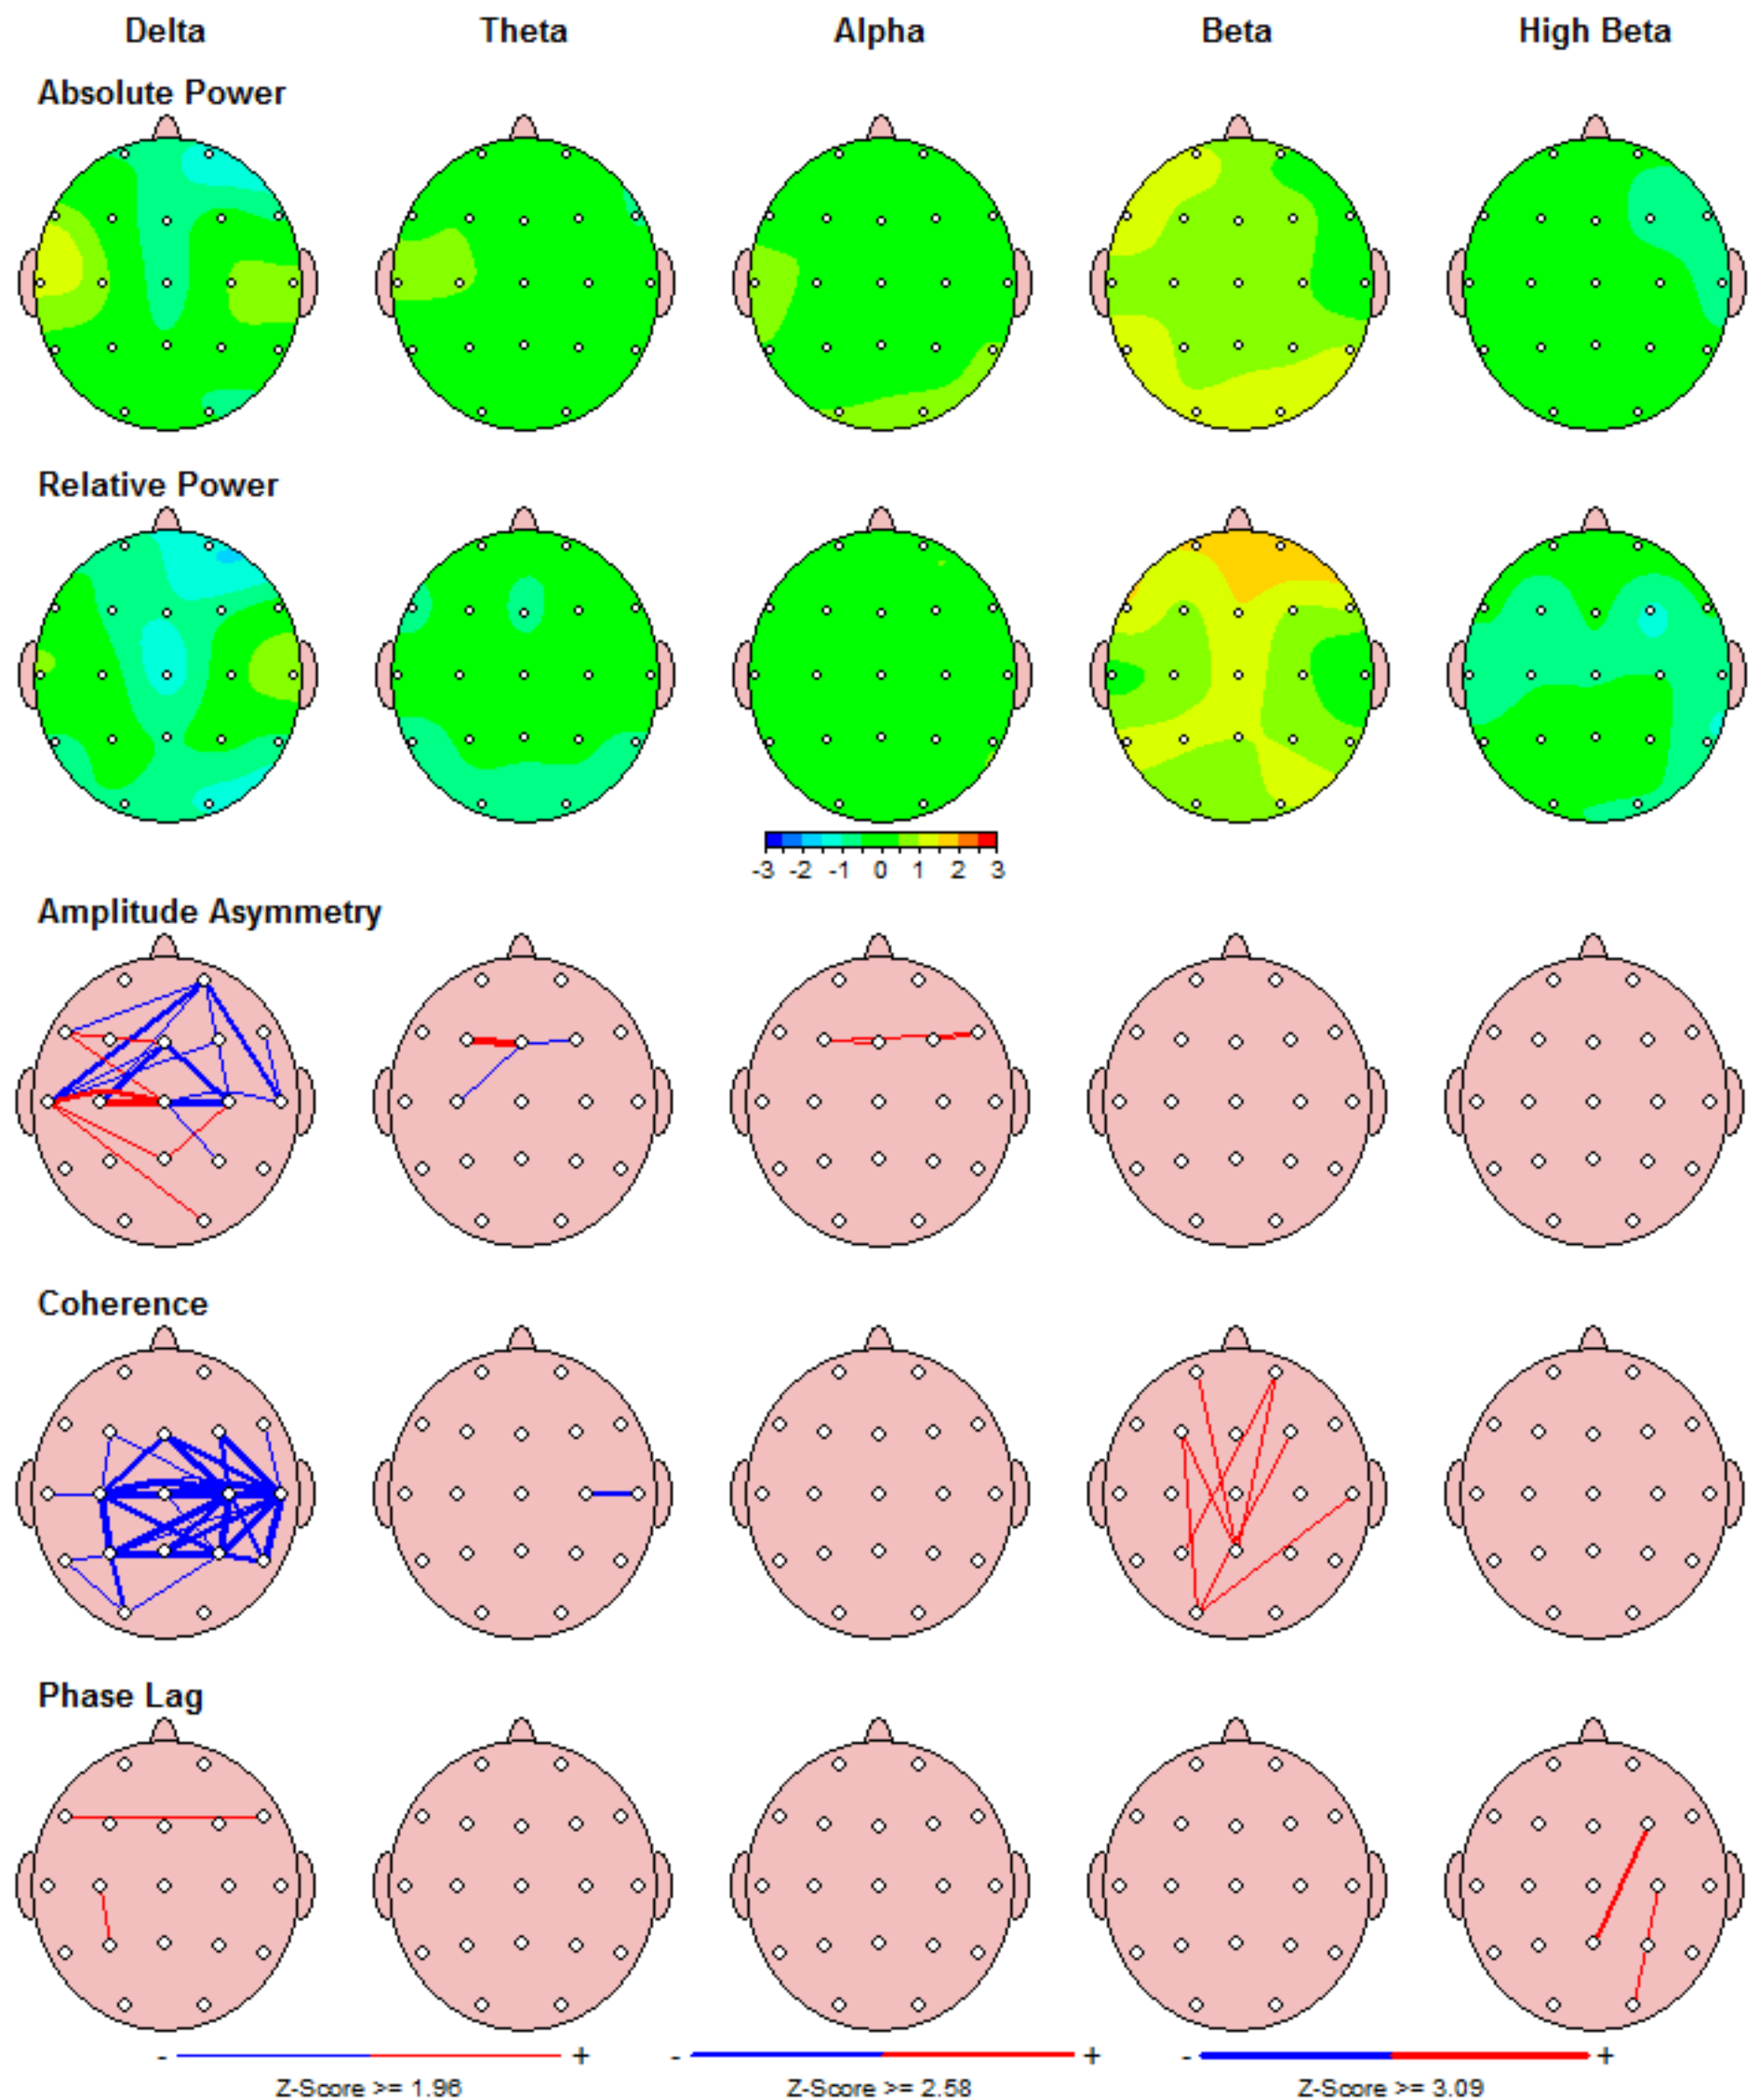 Delta Theta Alpha Beta High Beta
Absolute Power
Relative Power
-3 -2 -1 0 1 2 3
Amplitude Asymmetry
Coherence
Phase Lag
- + - + - +
Z-Score >= 1.96 Z-Score >= 2.58 Z-Score >= 3.09